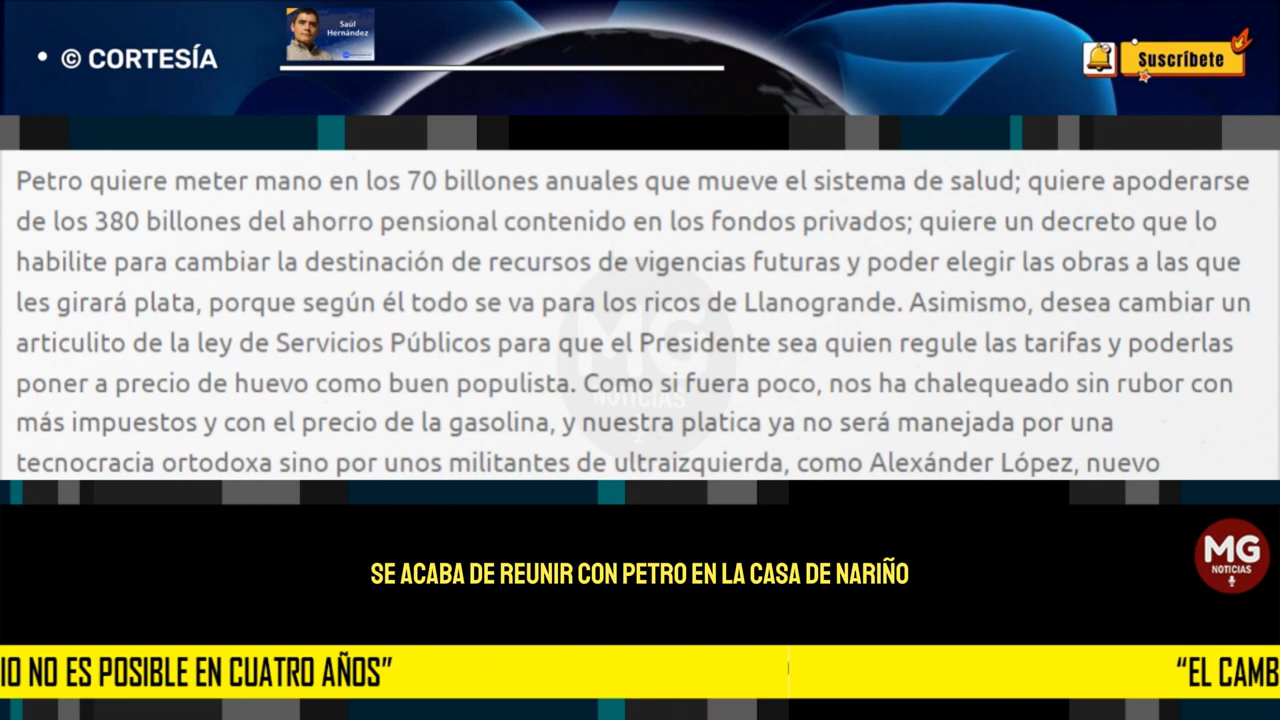 • © CORTESÍA
Saúl
Hernández
Suscríbete
Petro quiere meter mano en los 70 billones anuales que mueve el sistema de salud; quiere apoderarse
de los 380 billones del ahorro pensional contenido en los fondos privados; quiere un decreto que lo
habilite para cambiar la destinación de recursos de vigencias futuras y poder elegir las obras a las que
les girará plata, porque según él todo se va para los ricos de Llanogrande. Asimismo, desea cambiar un
articulito de la ley de Servicios Públicos para que el Presidente sea quien regule las tarifas y poderlas
poner a precio de huevo como buen populista. Como si fuera poco, nos ha chalequeado sin rubor con
más impuestos y con el precio de la gasolina, y nuestra platica ya no será manejada por una
tecnocracia ortodoxa sino por unos militantes de ultraizquierda, como Alexánder López, nuevo
MG
NOTICIAS
SE ACABA DE REUNIR CON PETRO EN LA CASA DE NARIÑO
MG
NOTICIAS
IO NO ES POSIBLE EN CUATRO AÑOS” “EL CAMB